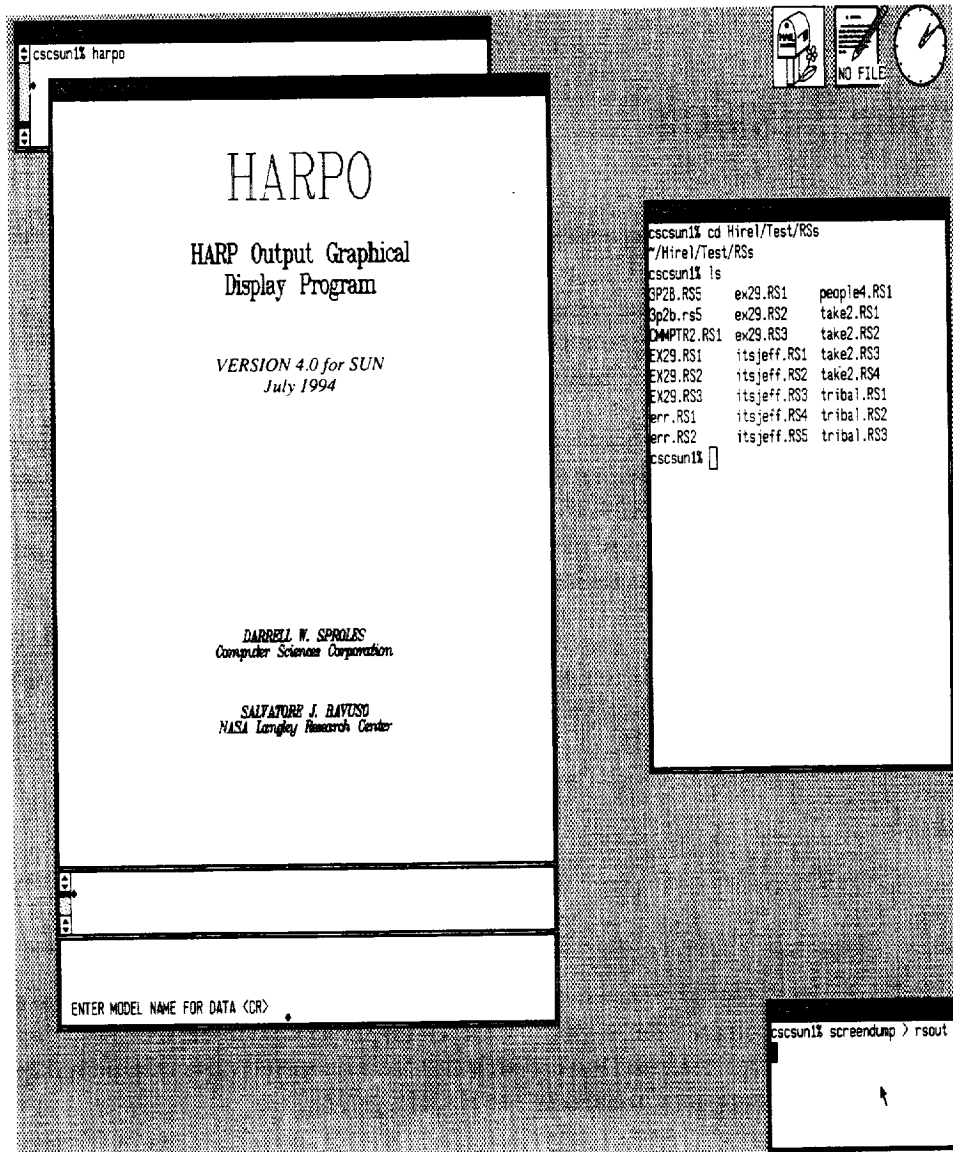 cscsun1% harpo
MAIL
NO FILE
HARPO
HARP Output Graphical
Display Program
VERSION 4.0 for SUN
July 1994
DARRELL W. SPROLES
Computer Sciences Corporation
SALVATORE J. BAVUSO
NASA Langley Research Center
ENTER MODEL NAME FOR DATA <CR>
cscsun1% cd Hirel/Test/RSs
~/Hirel/Test/RSs
cscsun1% ls
3P2B.RS5 ex29.RS1 people4.RS1
3p2b.rs5 ex29.RS2 take2.RS1
CMMPTR2.RS1 ex29.RS3 take2.RS2
EX29.RS1 itsjeff.RS1 take2.RS3
EX29.RS2 itsjeff.RS2 take2.RS4
EX29.RS3 itsjeff.RS3 tribal.RS1
err.RS1 itsjeff.RS4 tribal.RS2
err.RS2 itsjeff.RS5 tribal.RS3
cscsun1%
cscsun1% screendump > rsout